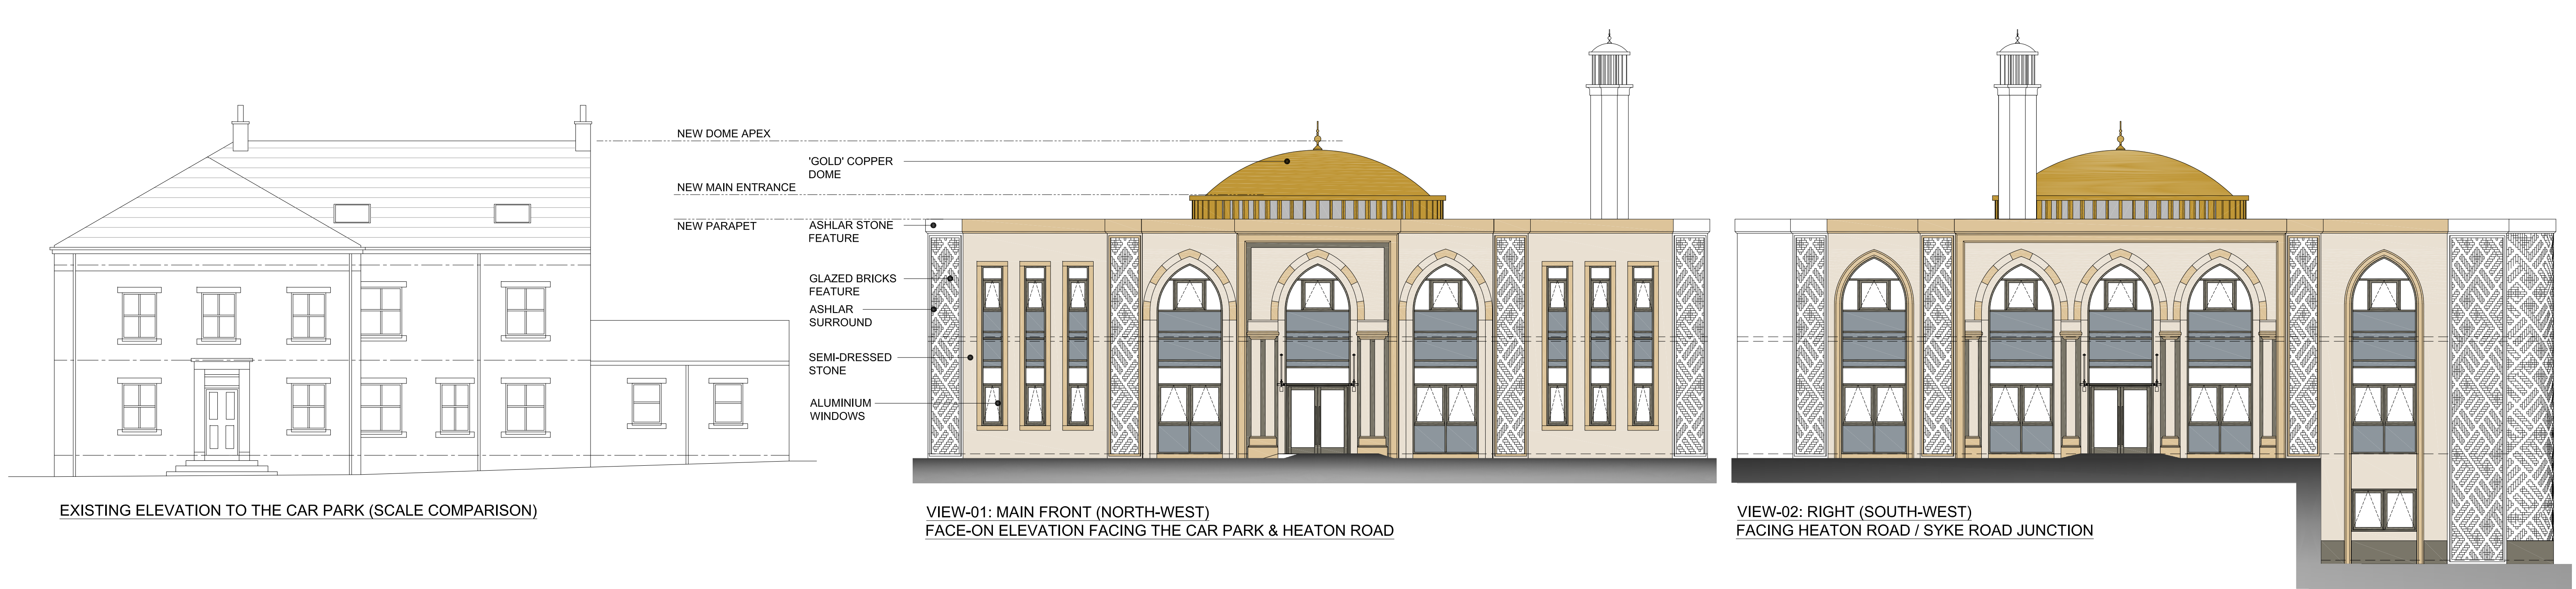 EXISTING ELEVATION TO THE CAR PARK (SCALE COMPARISON)
NEW DOME APEX
'GOLD' COPPER
DOME
NEW MAIN ENTRANCE
NEW PARAPET
ASHLAR STONE
FEATURE
GLAZED BRICKS
FEATURE
ASHLAR
SURROUND
SEMI-DRESSED
STONE
ALUMINIUM
WINDOWS
VIEW-01: MAIN FRONT (NORTH-WEST)
FACE-ON ELEVATION FACING THE CAR PARK & HEATON ROAD
VIEW-02: RIGHT (SOUTH-WEST)
FACING HEATON ROAD / SYKE ROAD JUNCTION